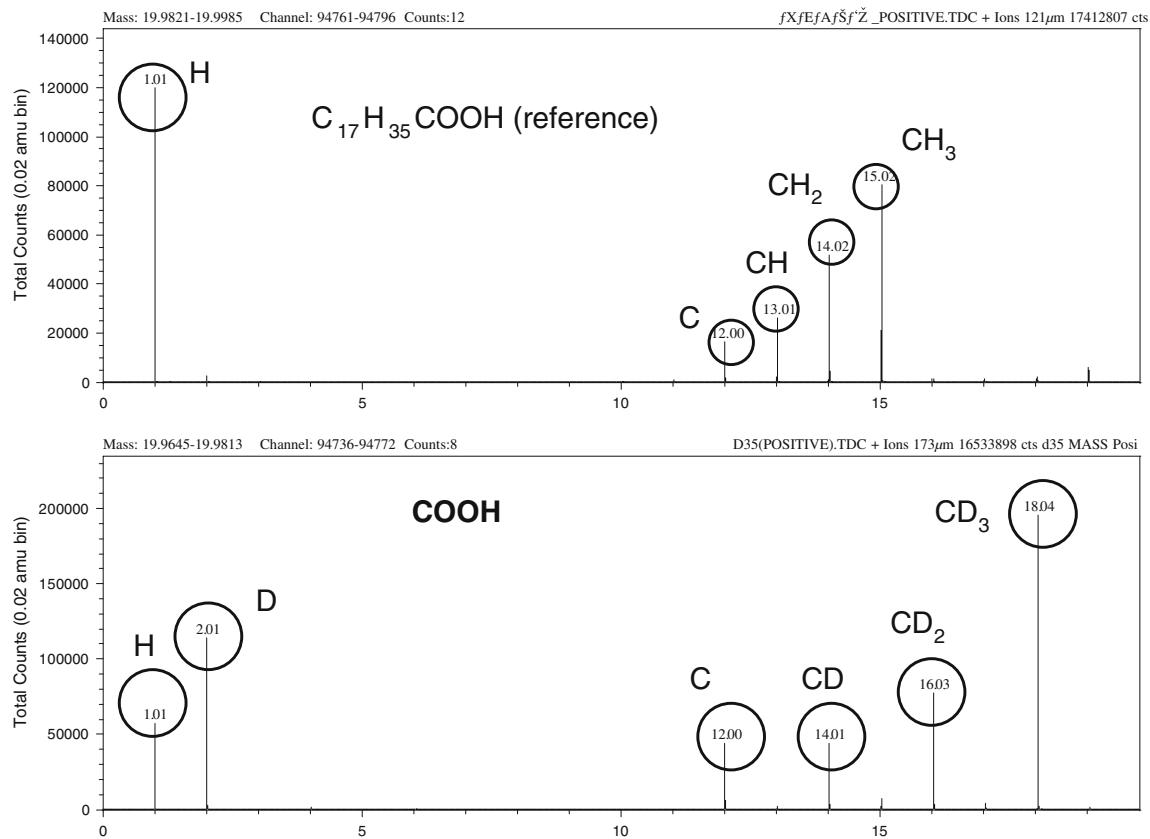 Mass: 19.9821-19.9985 Channel: 94761-94796 Counts:12 ƒXƒEƒAƒŠƒ‘Ž _POSITIVE.TDC + Ions 121µm 17412807 cts
Total Counts (0.02 amu bin)
140000
120000
100000
80000
60000
40000
20000
0
1.01 H
C17H35COOH (reference)
CH3
15.02
CH2
14.02
CH
13.01
C
12.00
0 5 10 15
Mass: 19.9645-19.9813 Channel: 94736-94772 Counts:8 D35(POSITIVE).TDC + Ions 173µm 16533898 cts d35 MASS Posi
Total Counts (0.02 amu bin)
200000
150000
100000
50000
0
COOH
CD3 18.04
D
2.01
H
1.01
CD2
16.03
C
12.00
CD
14.01
0 5 10 15